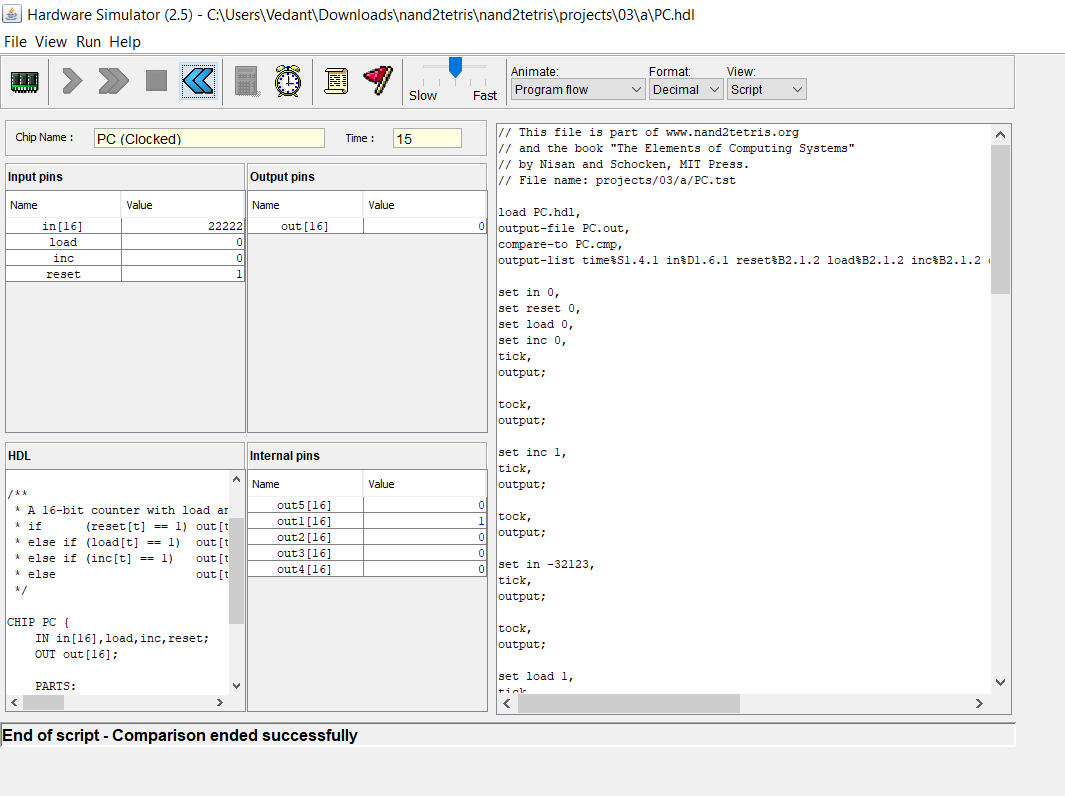 Hardware Simulator (2.5) - C:\Users\Vedant\Downloads\nand2tetris\nand2tetris\projects\03\a\PC.hdl
File View Run Help
Slow Fast
Animate: Format: View:
Program flow Decimal Script
Chip Name : PC (Clocked) Time : 15
Input pins
Name Value
in[16] 22222
load 0
inc 0
reset 1
Output pins
Name Value
out[16] 0
HDL
/**
* A 16-bit counter with load an
* if (reset[t] == 1) out[t
* else if (load[t] == 1) out[t
* else if (inc[t] == 1) out[t
* else out[t
*/
CHIP PC {
IN in[16],load,inc,reset;
OUT out[16];
PARTS:
Internal pins
Name Value
out5[16] 0
out1[16] 1
out2[16] 0
out3[16] 0
out4[16] 0
// This file is part of www.nand2tetris.org
// and the book "The Elements of Computing Systems"
// by Nisan and Schocken, MIT Press.
// File name: projects/03/a/PC.tst
load PC.hdl,
output-file PC.out,
compare-to PC.cmp,
output-list time%S1.4.1 in%D1.6.1 reset%B2.1.2 load%B2.1.2 inc%B2.1.2
set in 0,
set reset 0,
set load 0,
set inc 0,
tick,
output;
tock,
output;
set inc 1,
tick,
output;
tock,
output;
set in -32123,
tick,
output;
tock,
output;
set load 1,
tick
End of script - Comparison ended successfully